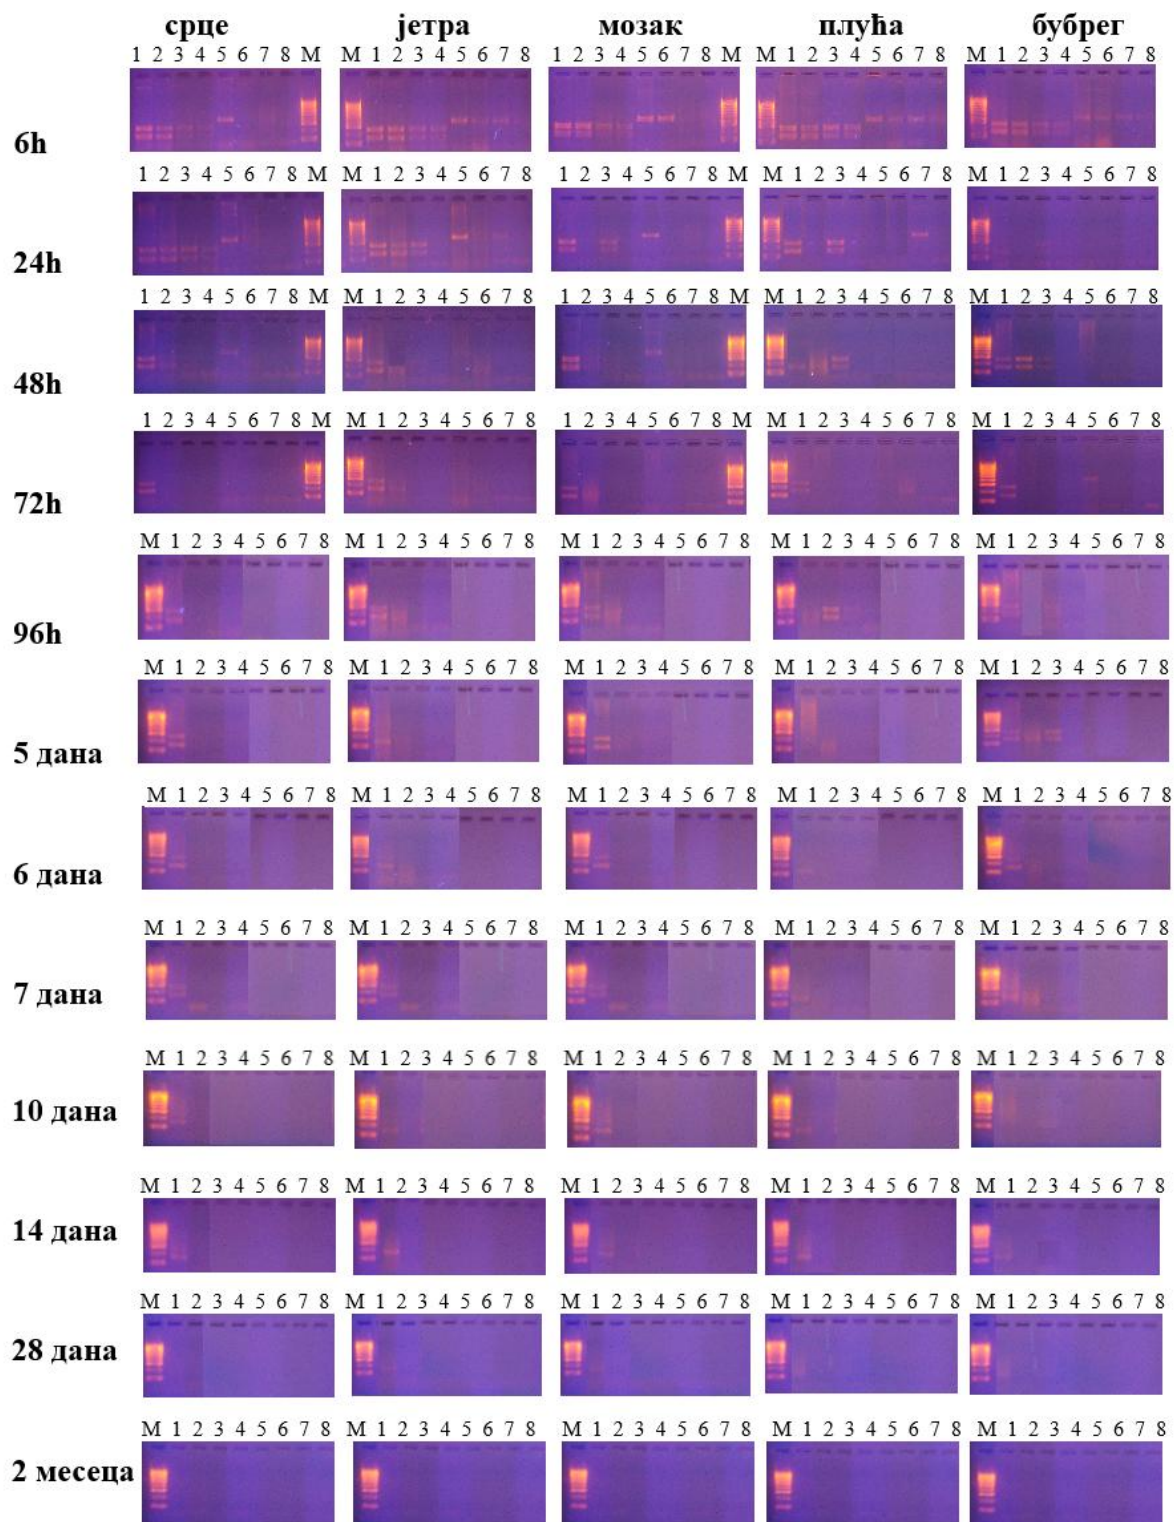 срце јетра мозак плућа бубрег
1 2 3 4 5 6 7 8 M M 1 2 3 4 5 6 7 8 1 2 3 4 5 6 7 8 M M 1 2 3 4 5 6 7 8 M 1 2 3 4 5 6 7 8
6h
1 2 3 4 5 6 7 8 M M 1 2 3 4 5 6 7 8 1 2 3 4 5 6 7 8 M M 1 2 3 4 5 6 7 8 M 1 2 3 4 5 6 7 8
24h
1 2 3 4 5 6 7 8 M M 1 2 3 4 5 6 7 8 1 2 3 4 5 6 7 8 M M 1 2 3 4 5 6 7 8 M 1 2 3 4 5 6 7 8
48h
1 2 3 4 5 6 7 8 M M 1 2 3 4 5 6 7 8 1 2 3 4 5 6 7 8 M M 1 2 3 4 5 6 7 8 M 1 2 3 4 5 6 7 8
72h
M 1 2 3 4 5 6 7 8 M 1 2 3 4 5 6 7 8 M 1 2 3 4 5 6 7 8 M 1 2 3 4 5 6 7 8 M 1 2 3 4 5 6 7 8
96h
M 1 2 3 4 5 6 7 8 M 1 2 3 4 5 6 7 8 M 1 2 3 4 5 6 7 8 M 1 2 3 4 5 6 7 8 M 1 2 3 4 5 6 7 8
5 дана
M 1 2 3 4 5 6 7 8 M 1 2 3 4 5 6 7 8 M 1 2 3 4 5 6 7 8 M 1 2 3 4 5 6 7 8 M 1 2 3 4 5 6 7 8
6 дана
M 1 2 3 4 5 6 7 8 M 1 2 3 4 5 6 7 8 M 1 2 3 4 5 6 7 8 M 1 2 3 4 5 6 7 8 M 1 2 3 4 5 6 7 8
7 дана
M 1 2 3 4 5 6 7 8 M 1 2 3 4 5 6 7 8 M 1 2 3 4 5 6 7 8 M 1 2 3 4 5 6 7 8 M 1 2 3 4 5 6 7 8
10 дана
M 1 2 3 4 5 6 7 8 M 1 2 3 4 5 6 7 8 M 1 2 3 4 5 6 7 8 M 1 2 3 4 5 6 7 8 M 1 2 3 4 5 6 7 8
14 дана
M 1 2 3 4 5 6 7 8 M 1 2 3 4 5 6 7 8 M 1 2 3 4 5 6 7 8 M 1 2 3 4 5 6 7 8 M 1 2 3 4 5 6 7 8
28 дана
M 1 2 3 4 5 6 7 8 M 1 2 3 4 5 6 7 8 M 1 2 3 4 5 6 7 8 M 1 2 3 4 5 6 7 8 M 1 2 3 4 5 6 7 8
2 месеца